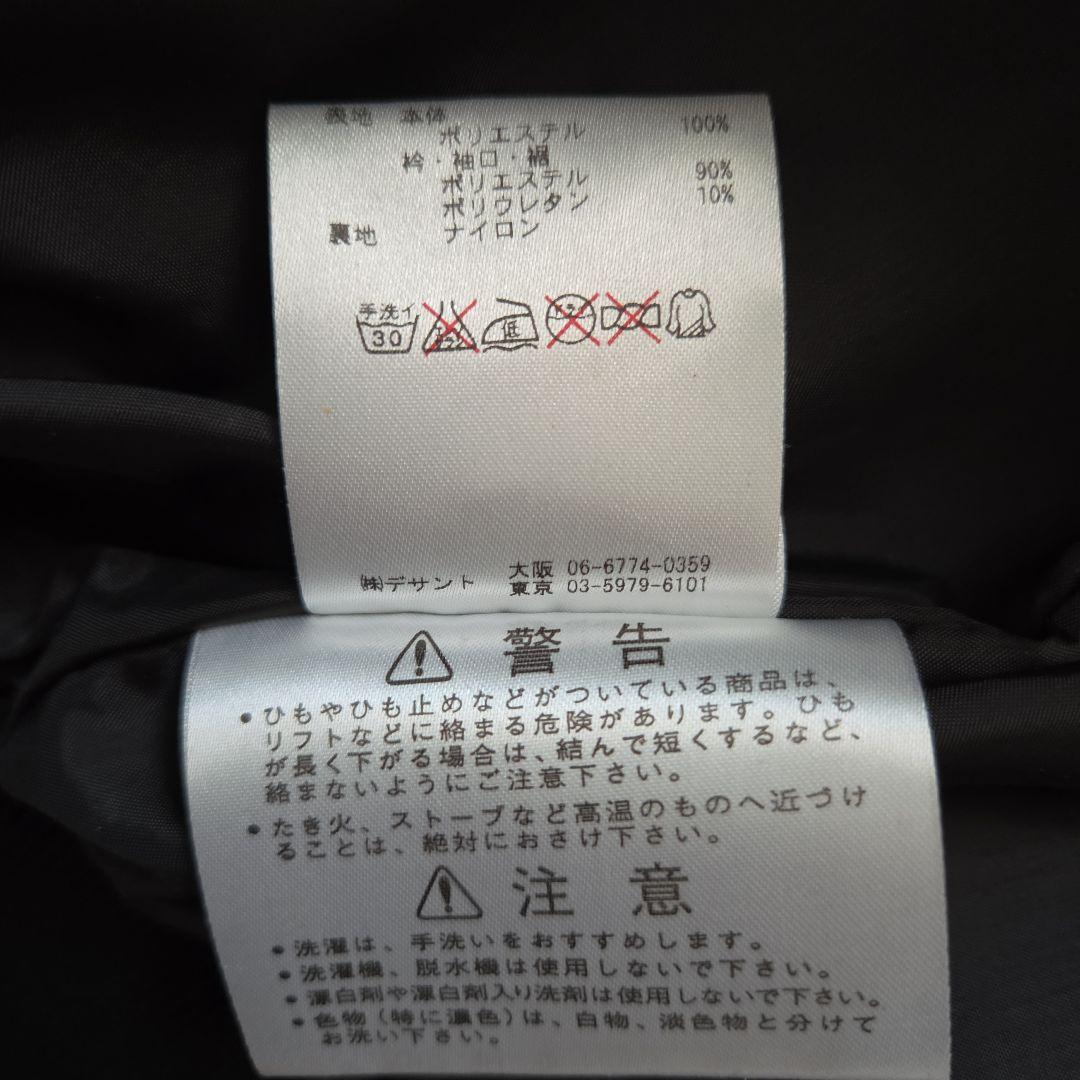 表地 本体
ポリエステル 100%
衿・袖口・裾
ポリエステル 90%
ポリウレタン 10%
裏地 ナイロン
手洗イ
30
エンソ
サラシ
低
ドライ
㈱デサント 大阪 06-6774-0359
東京 03-5979-6101
警告
• ひもやひも止めなどがついている商品は、
リフトなどに絡まる危険があります。ひも
が長く下がる場合は、結んで短くするなど、
絡まないようにご注意下さい。
• たき火、ストーブなど高温のものへ近づけ
ることは、絶対におさけ下さい。
注意
• 洗濯は、手洗いをおすすめします。
• 洗濯機、脱水機は使用しないで下さい。
• 漂白剤や漂白剤入り洗剤は使用しないで下さい。
• 色物(特に濃色)は、白物、淡色物と分けて
お洗い下さい。